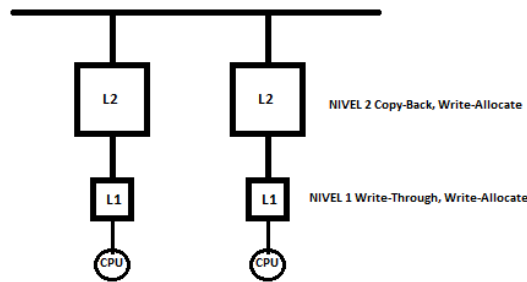 L2
L2
NIVEL 2 Copy-Back, Write-Allocate
L1
L1
NIVEL 1 Write-Through, Write-Allocate
CPU
CPU